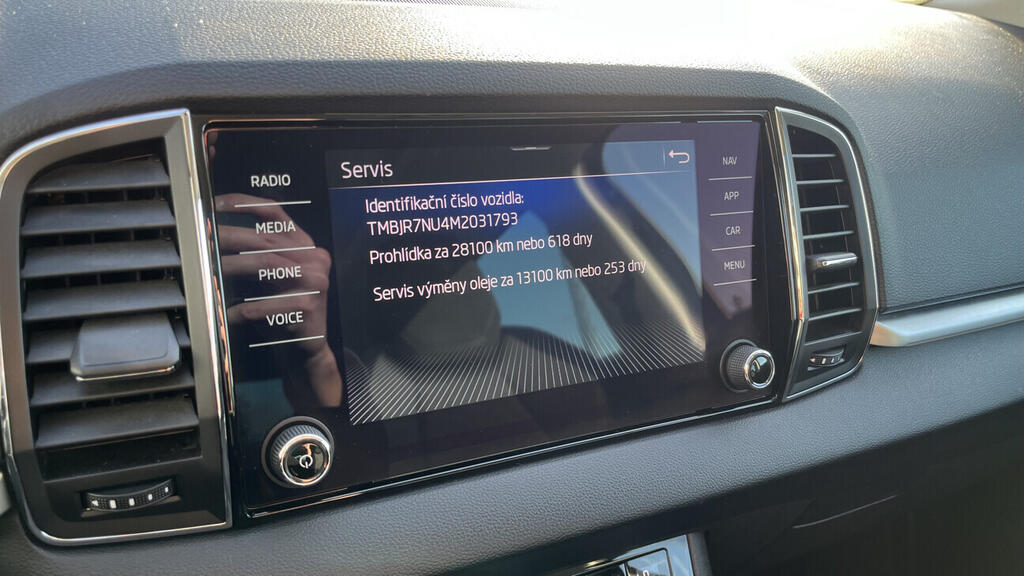 Servis
Identifikační číslo vozidla:
TMBJR7NU4M2031793
Prohlídka za 28100 km nebo 618 dny
Servis výměny oleje za 13100 km nebo 253 dny
RADIO
MEDIA
PHONE
VOICE
NAV
APP
CAR
MENU